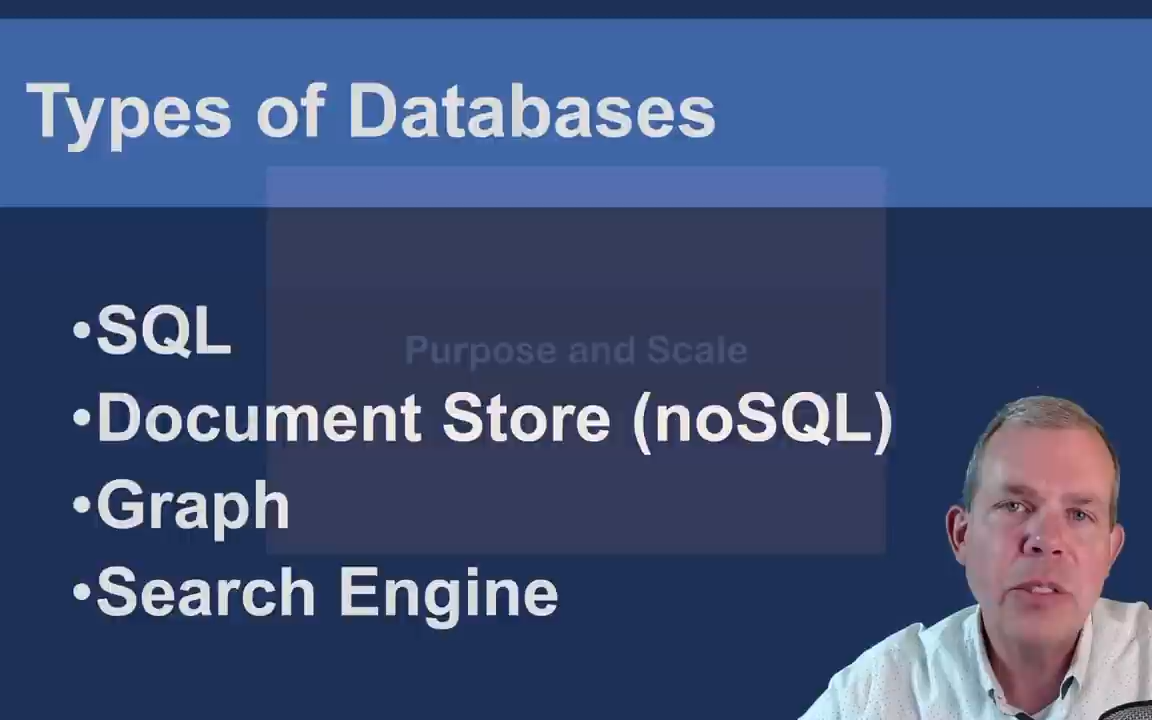 Types of Databases
•SQL
Purpose and Scale
•Document Store (noSQL)
•Graph
•Search Engine